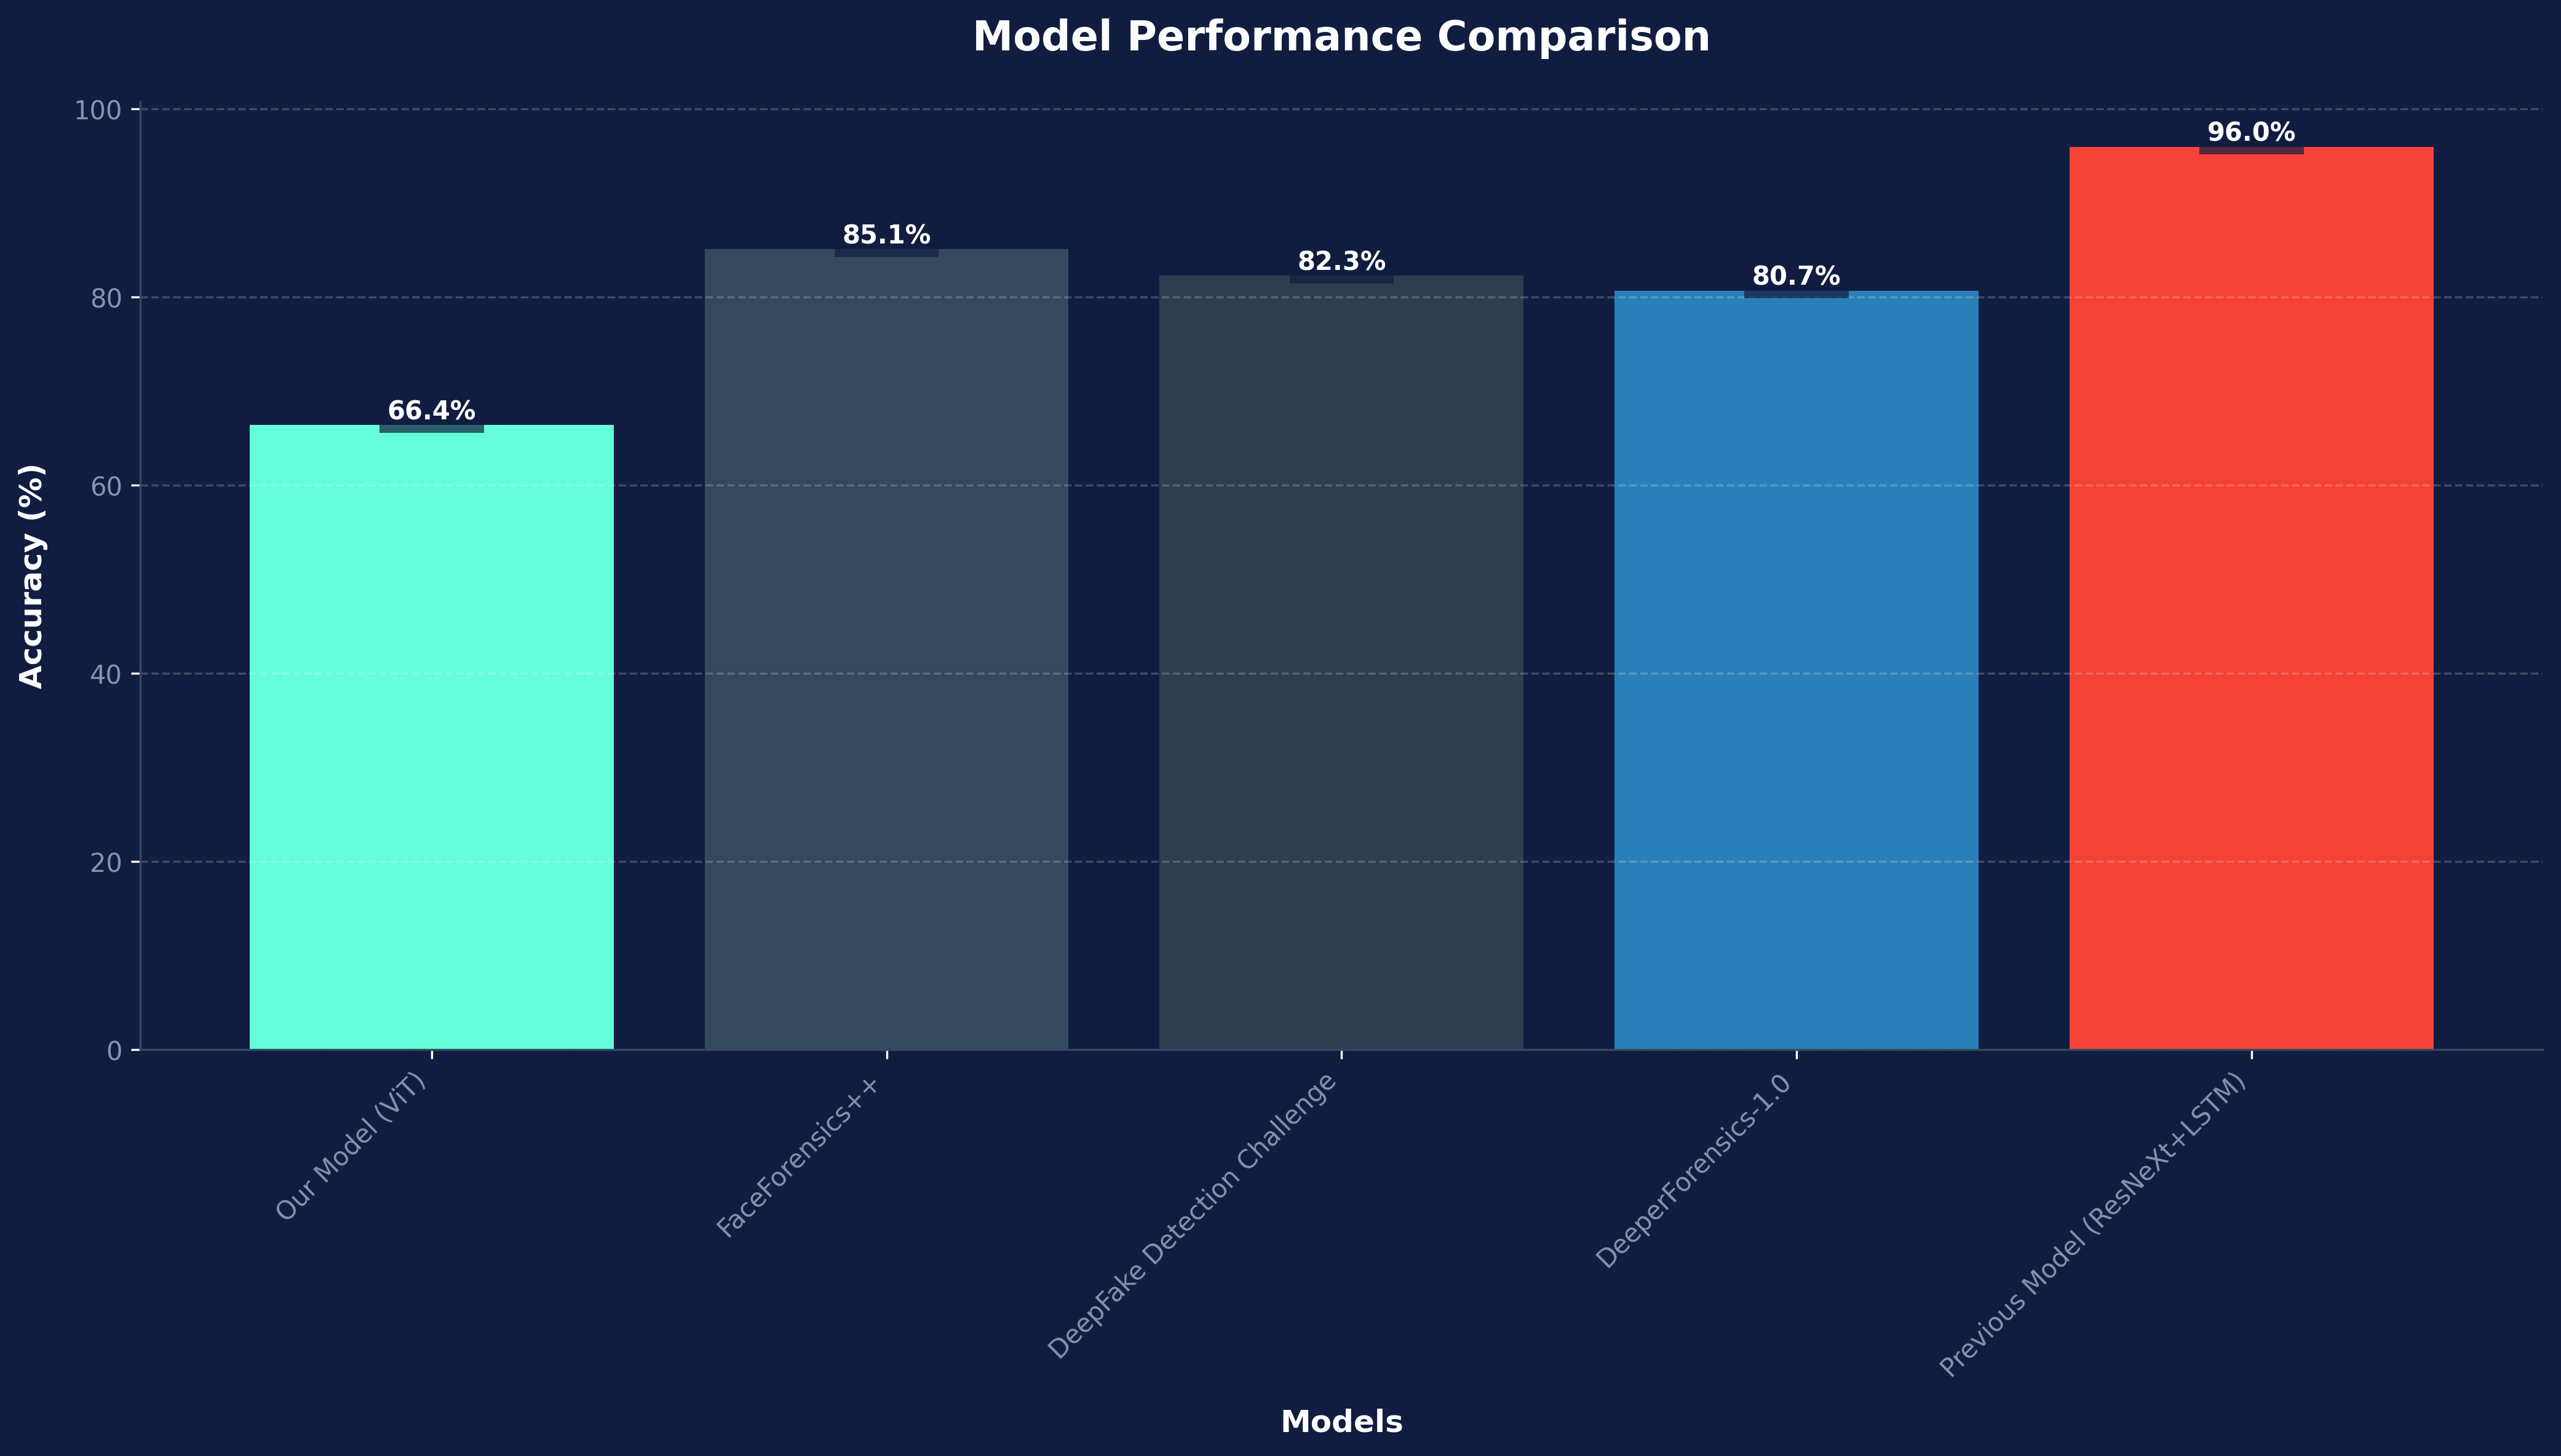 Model Performance Comparison
100
80
60
40
20
0
Accuracy (%)
66.4%
85.1%
82.3%
80.7%
96.0%
Our Model (ViT)
FaceForensics++
DeepFake Detection Challenge
DeeperForensics-1.0
Previous Model (ResNeXt+LSTM)
Models